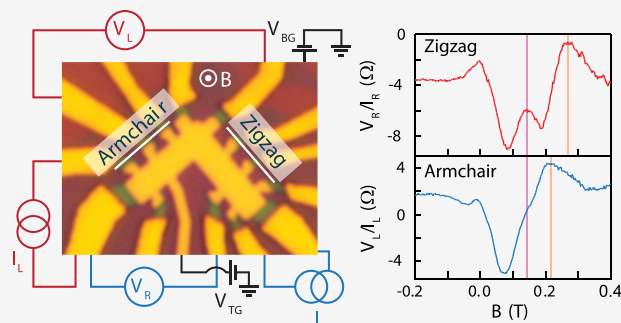 V_L
V_BG
B
Armchair
Zigzag
I_L
V_R
V_TG
I
Zigzag
V_R/I_R (Ω)
0
-4
-8
Armchair
V_L/I_L (Ω)
4
0
-4
-0.2 0.0 0.2 0.4
B (T)